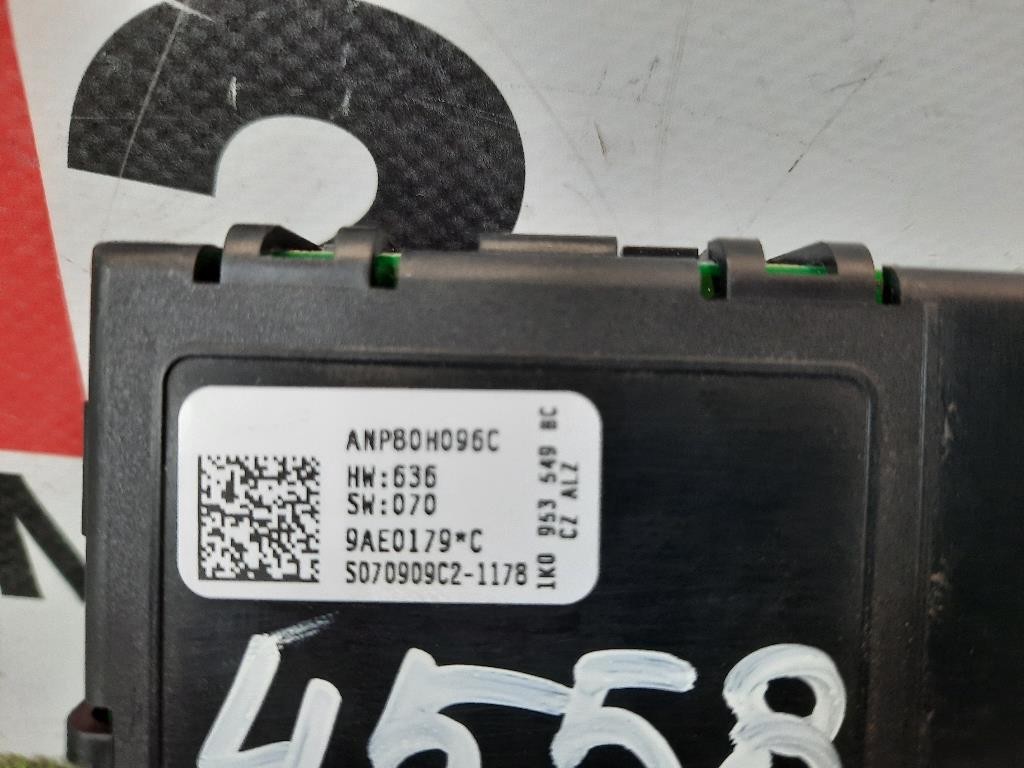 ANP80H096C
HW:636
SW:070
9AE0179*C
S070909C2-1178
1K0 953 549 BC
CZ ALZ
4558